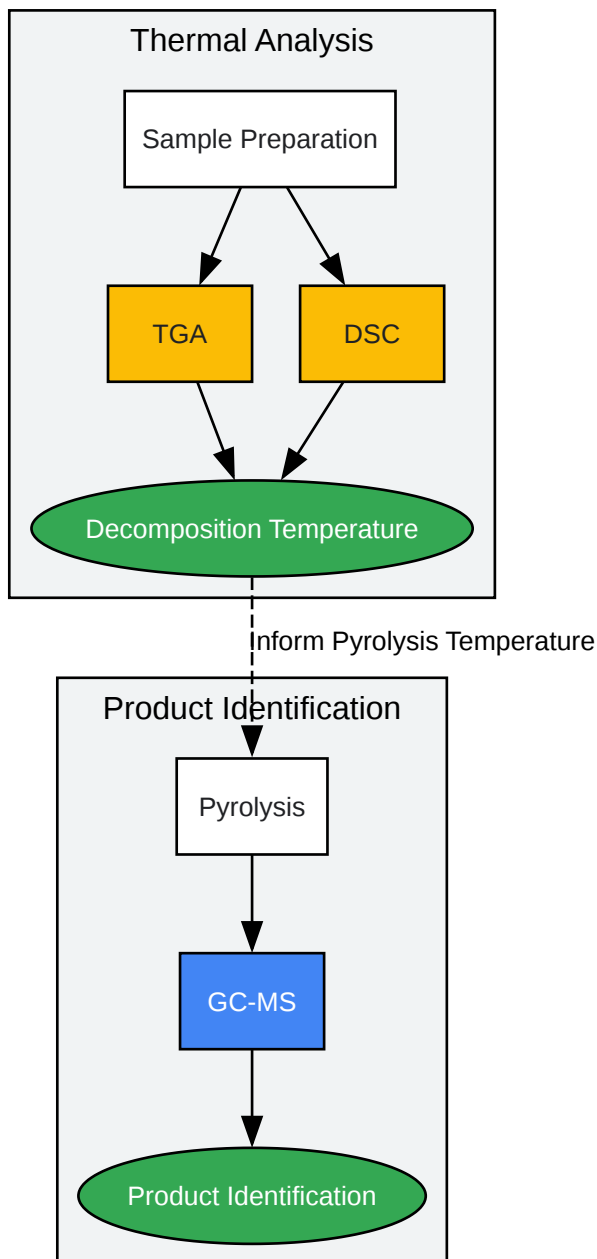 Thermal Analysis
Sample Preparation
TGA
DSC
Decomposition Temperature
Inform Pyrolysis Temperature
Product Identification
Pyrolysis
GC-MS
Product Identification